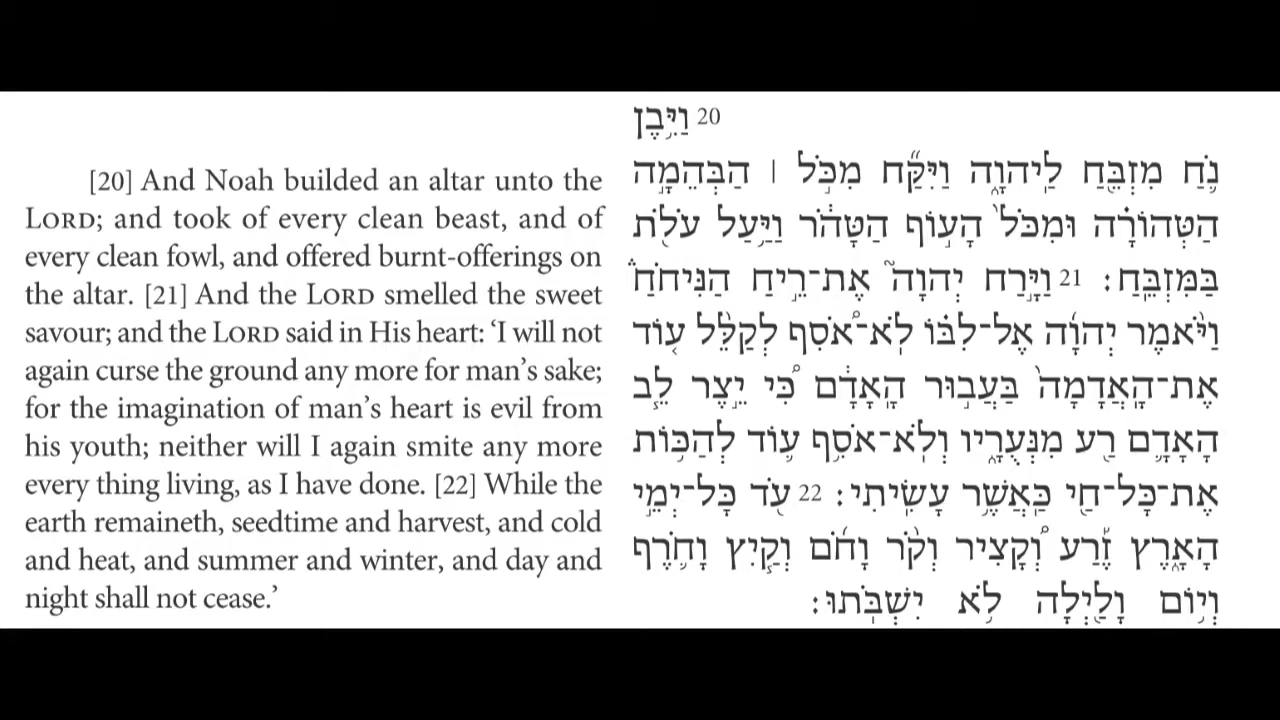 [20] And Noah builded an altar unto the
LORD; and took of every clean beast, and of
every clean fowl, and offered burnt-offerings on
the altar. [21] And the LORD smelled the sweet
savour; and the LORD said in His heart: ‘I will not
again curse the ground any more for man’s sake;
for the imagination of man’s heart is evil from
his youth; neither will I again smite any more
every thing living, as I have done. [22] While the
earth remaineth, seedtime and harvest, and cold
and heat, and summer and winter, and day and
night shall not cease.’
20 וַיִּ֥בֶן
נֹ֛חַ מִזְבֵּ֖חַ לַֽיהוָ֑ה וַיִּקַּ֞ח מִכֹּ֣ל ׀ הַבְּהֵמָ֣ה
הַטְּהוֹרָ֗ה וּמִכֹּל֙ הָע֣וֹף הַטָּהֹ֔ר וַיַּ֥עַל עֹלֹ֖ת
בַּמִּזְבֵּֽחַ׃ 21 וַיָּ֣רַח יְהוָה֮ אֶת־רֵ֣יחַ הַנִּיחֹחַ֒
וַיֹּ֨אמֶר יְהוָ֜ה אֶל־לִבּ֗וֹ לֹֽא־אֹ֠סִף לְקַלֵּ֨ל ע֤וֹד
אֶת־הָֽאֲדָמָה֙ בַּעֲב֣וּר הָֽאָדָ֔ם כִּ֠י יֵ֣צֶר לֵ֧ב
הָאָדָ֛ם רַ֖ע מִנְּעֻרָ֑יו וְלֹֽא־אֹסִ֥ף ע֛וֹד לְהַכּ֥וֹת
אֶת־כָּל־חַ֖י כַּֽאֲשֶׁ֥ר עָשִֽׂיתִי׃ 22 עֹ֖ד כָּל־יְמֵ֣י
הָאָ֑רֶץ זֶ֡רַע וְ֠קָצִיר וְקֹ֨ר וָחֹ֜ם וְקַ֧יִץ וָחֹ֛רֶף
וְי֥וֹם וָלַ֖יְלָה לֹ֥א יִשְׁבֹּֽתוּ׃